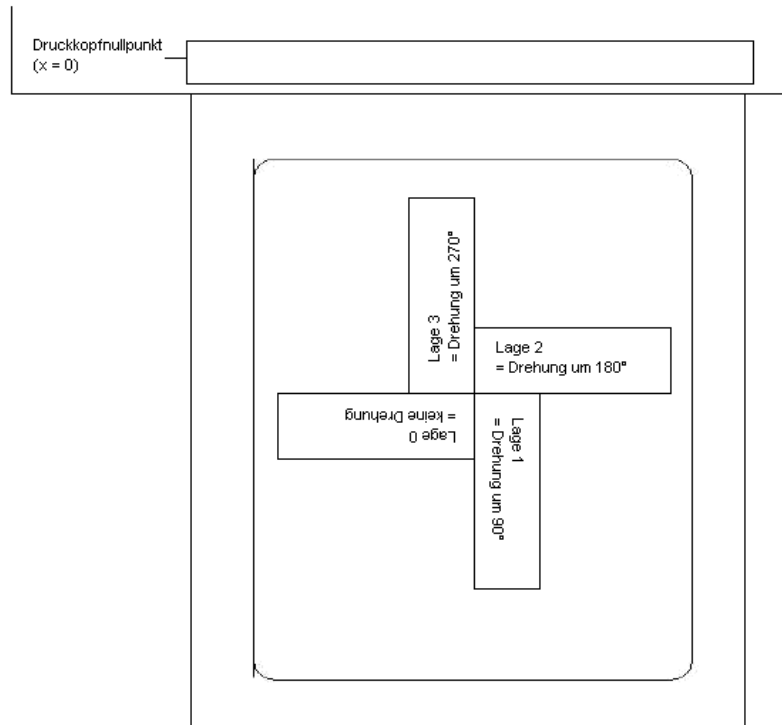 Druckkopfnullpunkt
(x = 0)
Lage 3
= Drehung um 270°
Lage 2
= Drehung um 180°
Lage 0
= keine Drehung
Lage 1
= Drehung um 90°